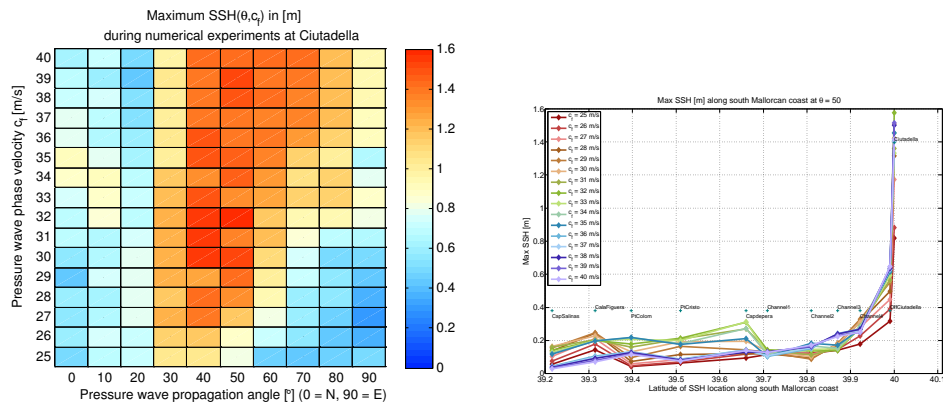 Maximum SSH(θ,c_f) in [m]
during numerical experiments at Ciutadella
Pressure wave phase velocity c_f [m/s]
40
39
38
37
36
35
34
33
32
31
30
29
28
27
26
25
0 10 20 30 40 50 60 70 80 90
Pressure wave propagation angle [°] (0 = N, 90 = E)
1.6
1.4
1.2
1
0.8
0.6
0.4
0.2
0
Max SSH [m] along south Mallorcan coast at θ = 50
Max SSH [m]
1.6
1.4
1.2
1
0.8
0.6
0.4
0.2
0
c_f = 25 m/s
c_f = 26 m/s
c_f = 27 m/s
c_f = 28 m/s
c_f = 29 m/s
c_f = 30 m/s
c_f = 31 m/s
c_f = 32 m/s
c_f = 33 m/s
c_f = 34 m/s
c_f = 35 m/s
c_f = 36 m/s
c_f = 37 m/s
c_f = 38 m/s
c_f = 39 m/s
c_f = 40 m/s
Ciutadella
CalaFiguera PlCristo Channel1 Channel3
CapSalinas PlColom Capdepera Channel2 Channel4 OffCiutadella
39.2 39.3 39.4 39.5 39.6 39.7 39.8 39.9 40 40.1
Latitude of SSH location along south Mallorcan coast